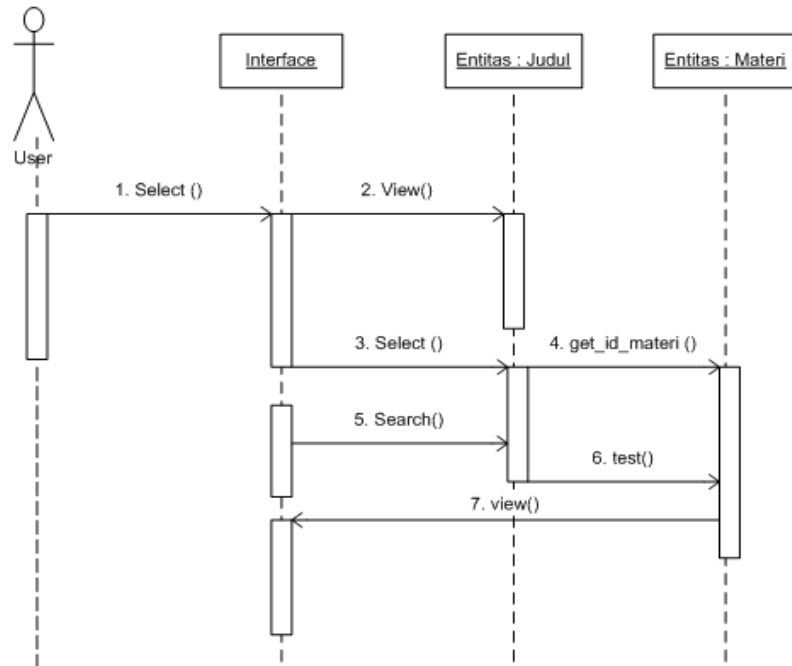 Interface
Entitas : Judul
Entitas : Materi
User
1. Select ()
2. View()
3. Select ()
4. get_id_materi ()
5. Search()
6. test()
7. view()